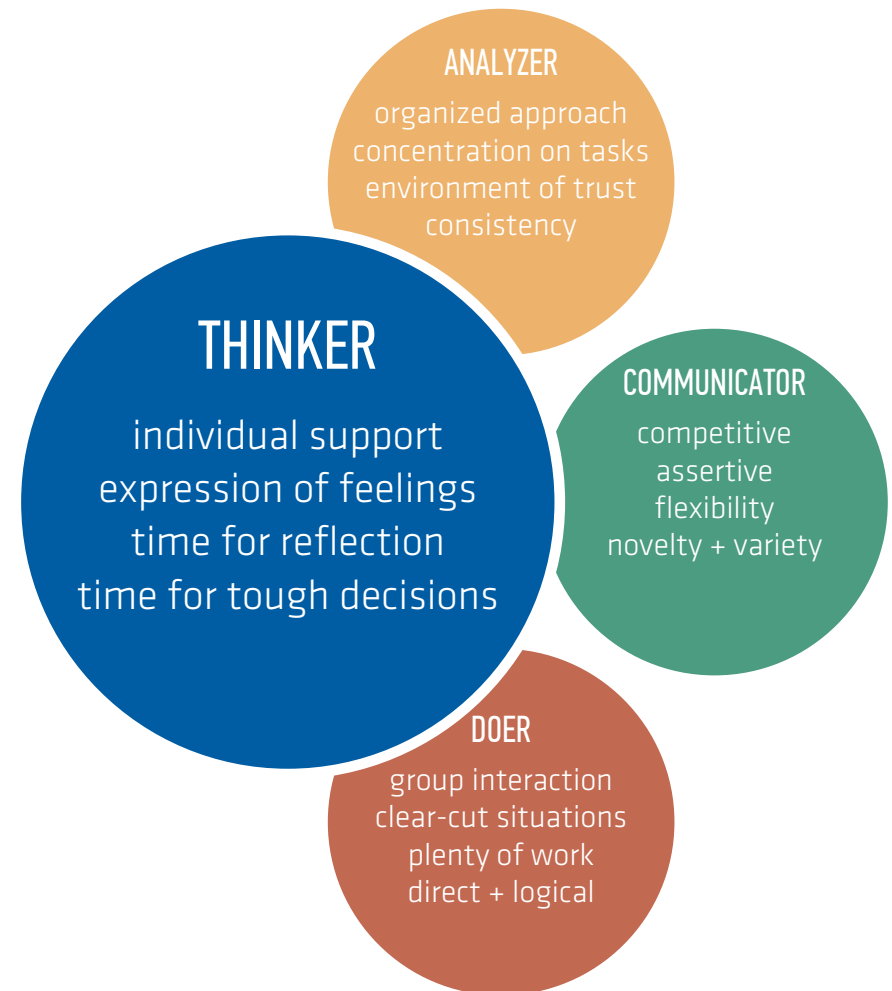 ANALYZER
organized approach
concentration on tasks
environment of trust
consistency
THINKER
individual support
expression of feelings
time for reflection
time for tough decisions
COMMUNICATOR
competitive
assertive
flexibility
novelty + variety
DOER
group interaction
clear-cut situations
plenty of work
direct + logical